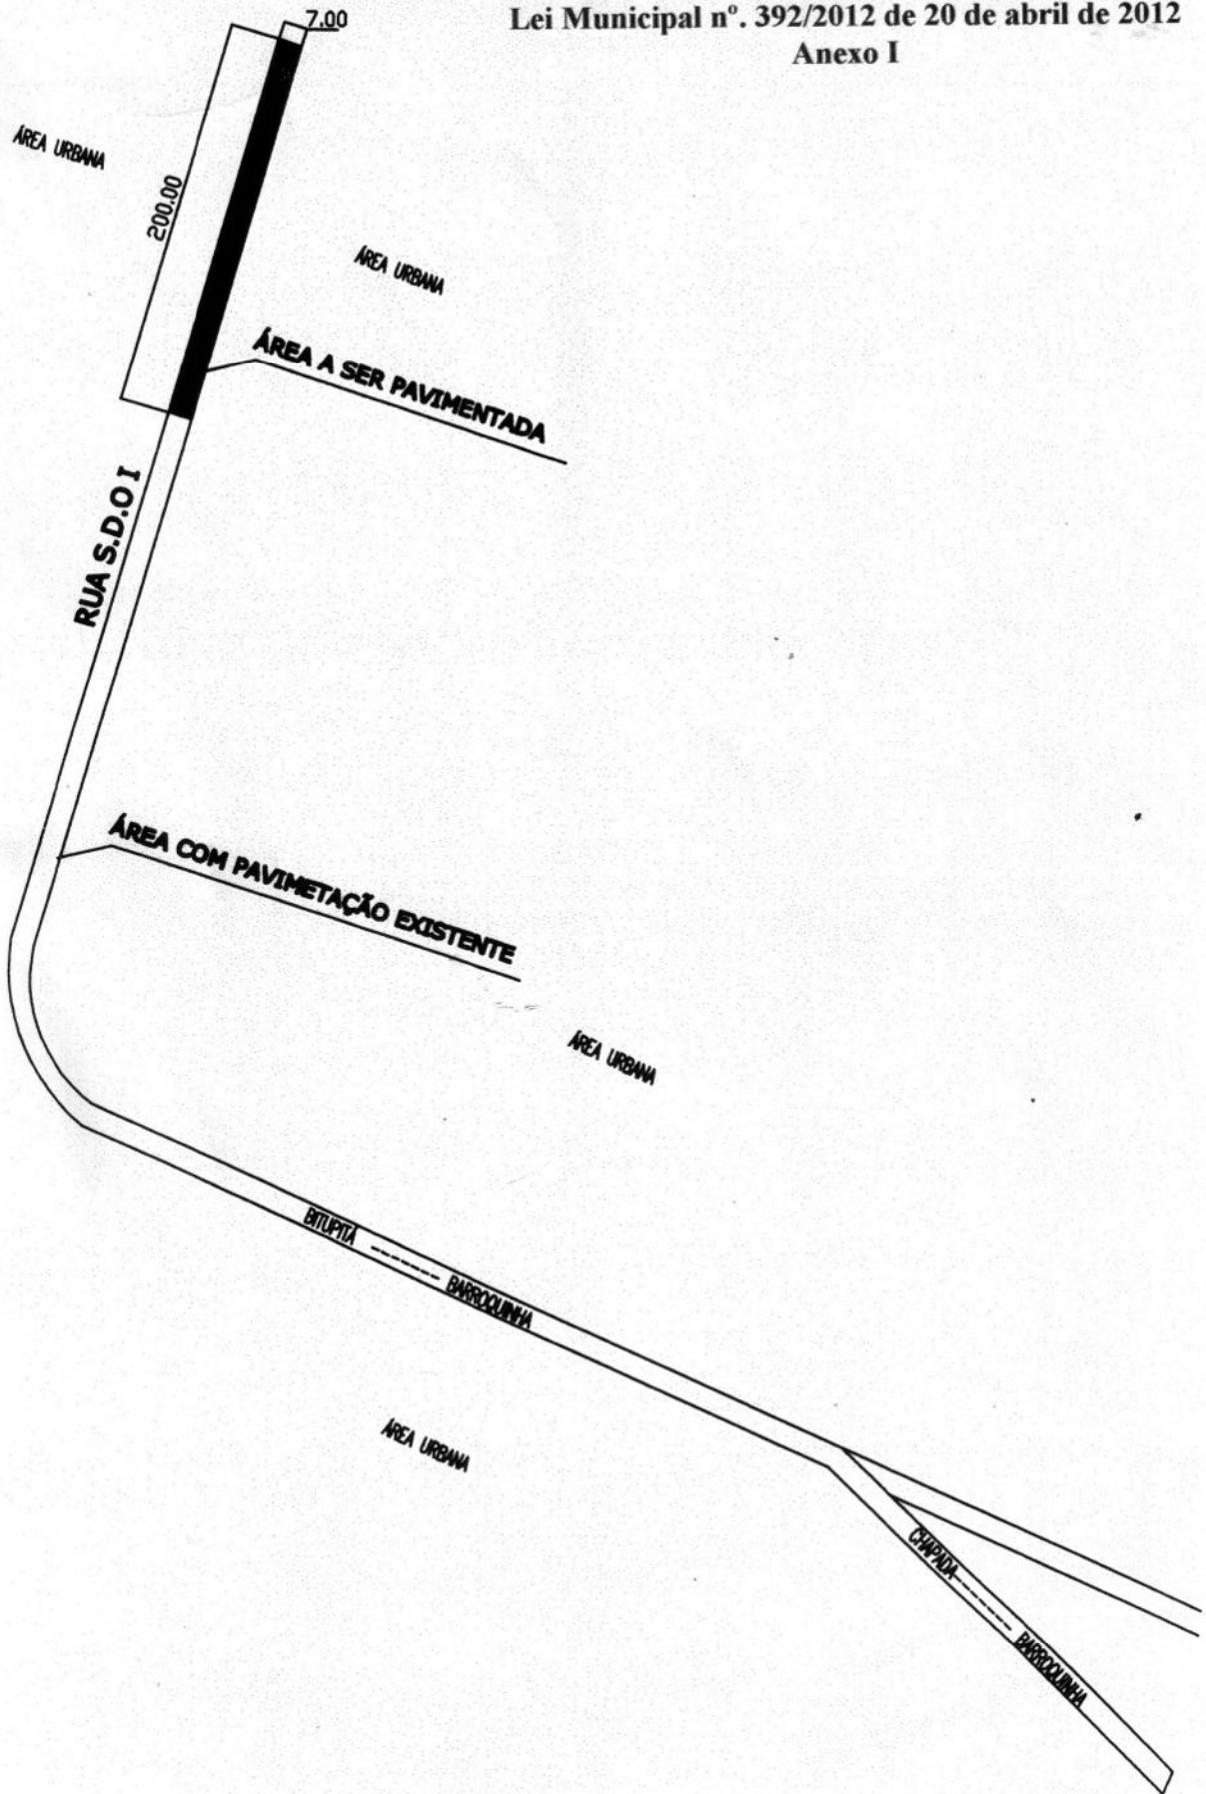 Lei Municipal nº. 392/2012 de 20 de abril de 2012
Anexo I
7.00
ÁREA URBANA
200.00
ÁREA URBANA
ÁREA A SER PAVIMENTADA
RUA S.D.O I
ÁREA COM PAVIMETAÇÃO EXISTENTE
ÁREA URBANA
BITUPITÁ ------- BARROQUINHA
ÁREA URBANA
CHAPADA ------- BARROQUINHA